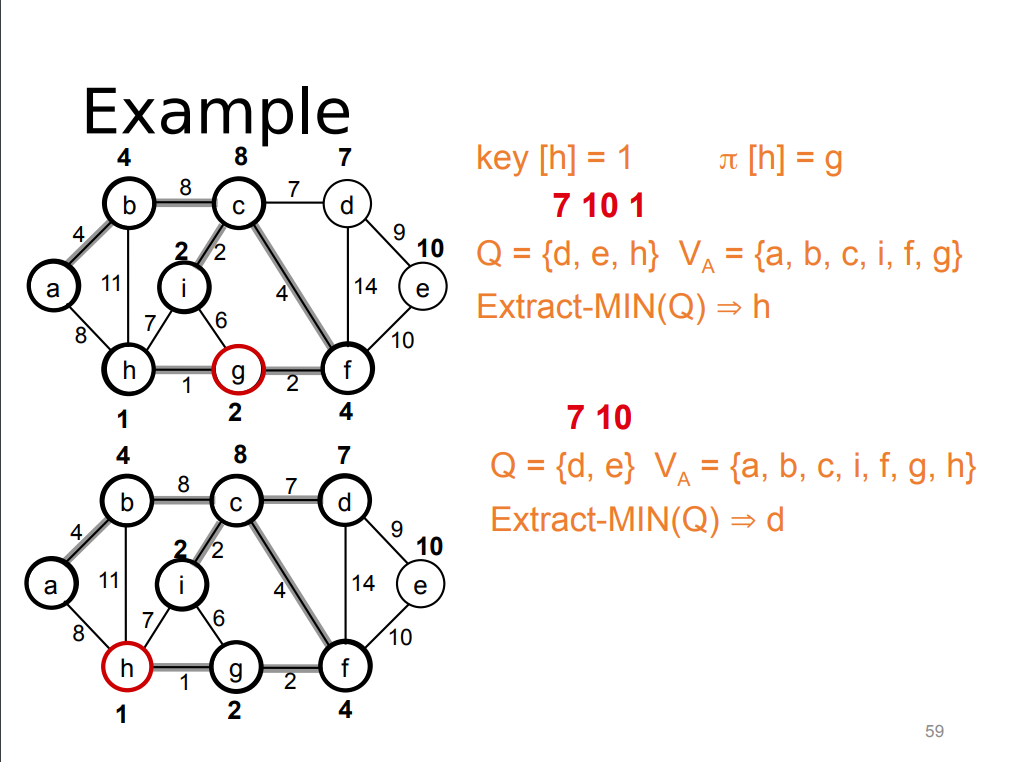 Example
4 8 7
b 8 c 7 d
4 2 2 9 10
a 11 i 4 14 e
8 7 6 10
h 1 g 2 f
1 2 4
key [h] = 1 π [h] = g
7 10 1
Q = {d, e, h} V_A = {a, b, c, i, f, g}
Extract-MIN(Q) ⇒ h
4 8 7
b 8 c 7 d
4 2 2 9 10
a 11 i 4 14 e
8 7 6 10
h 1 g 2 f
1 2 4
7 10
Q = {d, e} V_A = {a, b, c, i, f, g, h}
Extract-MIN(Q) ⇒ d
59